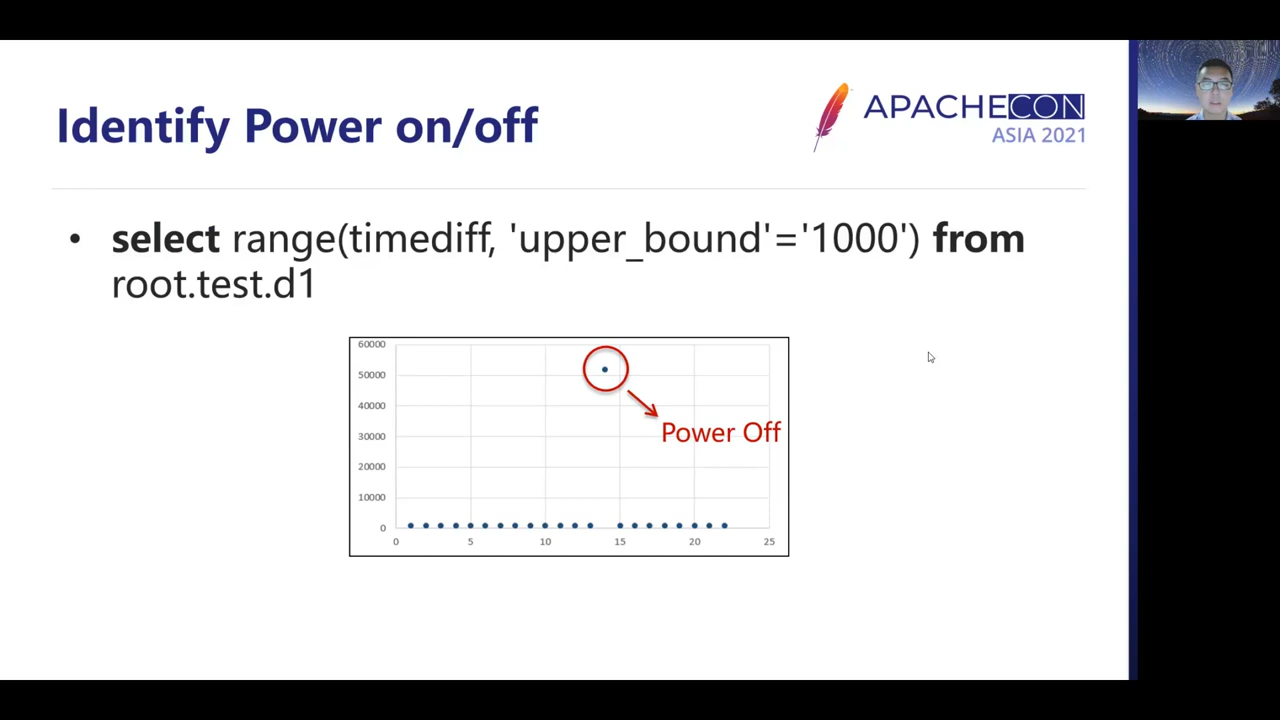 Identify Power on/off
APACHECON
ASIA 2021
• select range(timediff, 'upper_bound'='1000') from
root.test.d1
60000
50000
40000
30000
20000
10000
0
Power Off
0 5 10 15 20 25